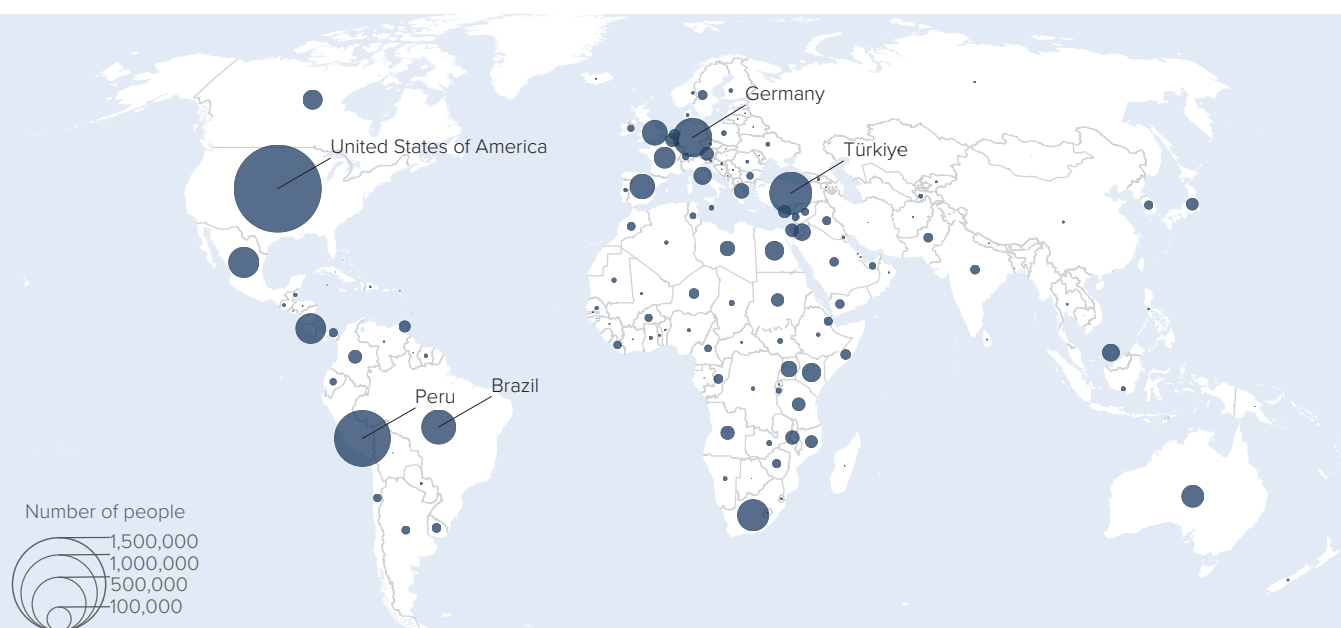 Germany
United States of America
Türkiye
Brazil
Peru
Number of people
1,500,000
1,000,000
500,000
100,000